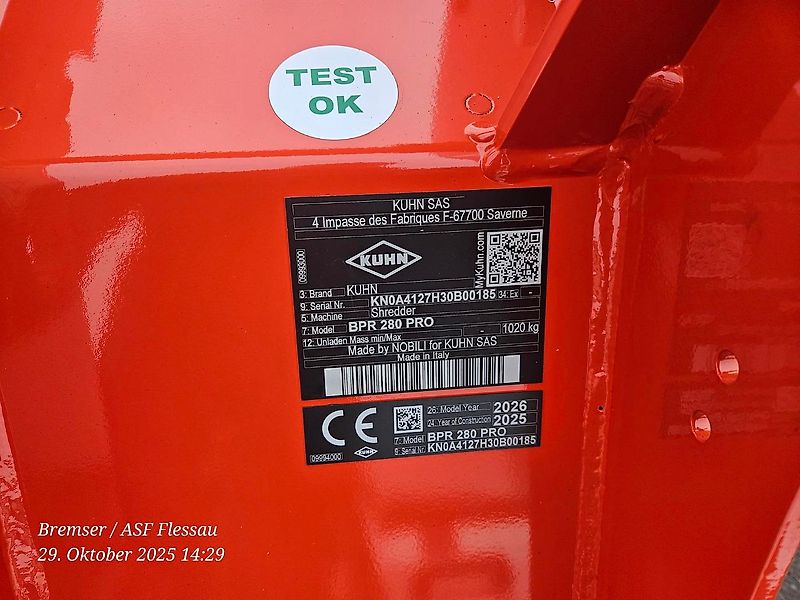 TEST
OK
KUHN SAS
4 Impasse des Fabriques F-67700 Saverne
09993000
KUHN
MyKuhn.com
3: Brand KUHN
9: Serial Nr. KN0A4127H30B00185 34: Ex -
5: Machine Shredder
7: Model BPR 280 PRO
12: Unladen Mass min/Max - 1020 kg
Made by NOBILI for KUHN SAS
Made in Italy
CE
26: Model Year 2026
24: Year of Construction 2025
7: Model BPR 280 PRO
9: Serial Nr. KN0A4127H30B00185
09994000
KUHN
Bremser / ASF Flessau
29. Oktober 2025 14:29